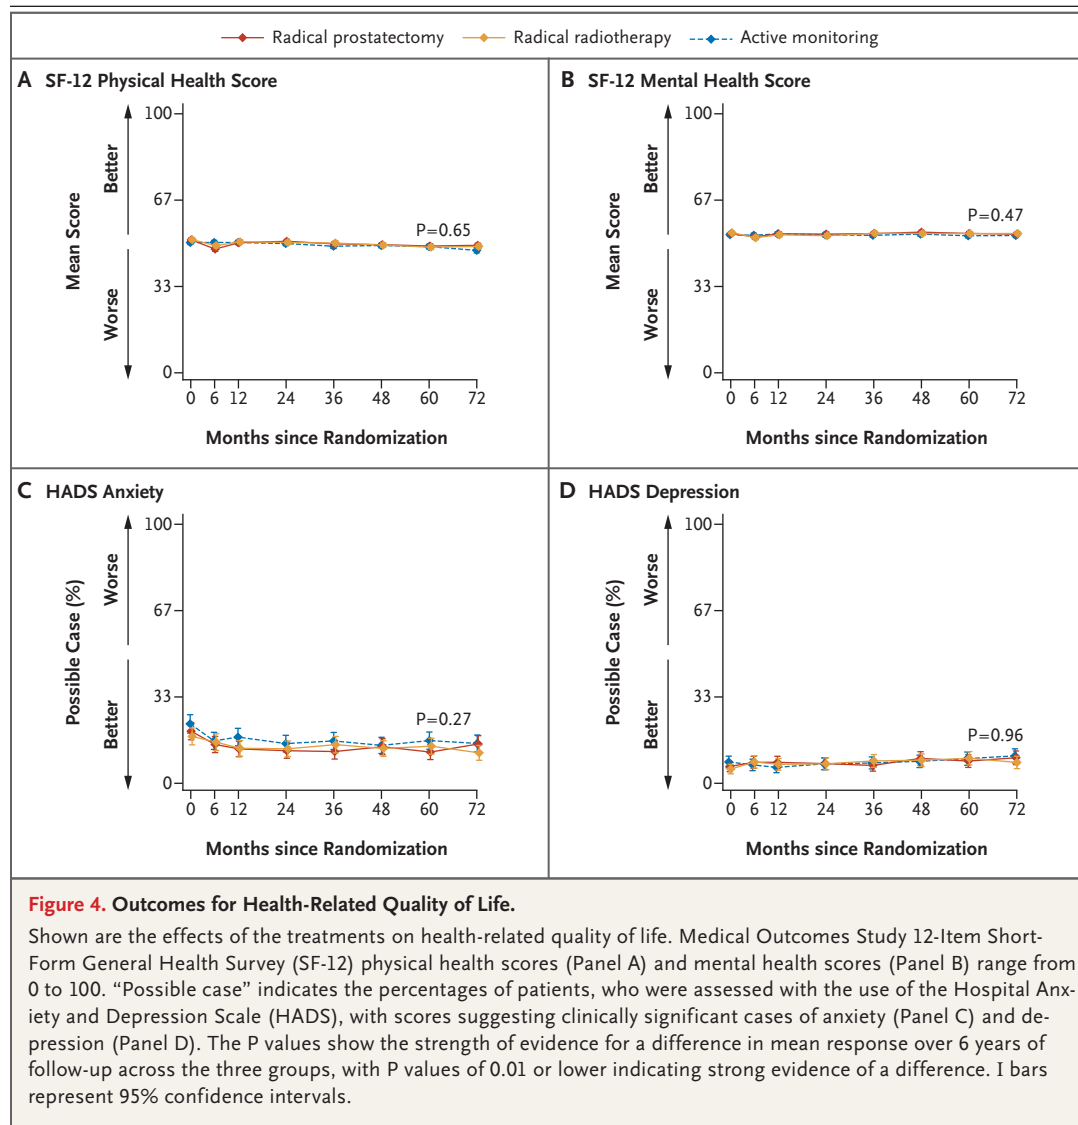 Radical prostatectomy Radical radiotherapy Active monitoring
A SF-12 Physical Health Score
Better
Worse
Mean Score
100
67
33
0
P=0.65
0 6 12 24 36 48 60 72
Months since Randomization
B SF-12 Mental Health Score
Better
Worse
Mean Score
100
67
33
0
P=0.47
0 6 12 24 36 48 60 72
Months since Randomization
C HADS Anxiety
Worse
Better
Possible Case (%)
100
67
33
0
P=0.27
0 6 12 24 36 48 60 72
Months since Randomization
D HADS Depression
Worse
Better
Possible Case (%)
100
67
33
0
P=0.96
0 6 12 24 36 48 60 72
Months since Randomization
Figure 4. Outcomes for Health-Related Quality of Life.
Shown are the effects of the treatments on health-related quality of life. Medical Outcomes Study 12-Item Short-
Form General Health Survey (SF-12) physical health scores (Panel A) and mental health scores (Panel B) range from
0 to 100. “Possible case” indicates the percentages of patients, who were assessed with the use of the Hospital Anx-
iety and Depression Scale (HADS), with scores suggesting clinically significant cases of anxiety (Panel C) and de-
pression (Panel D). The P values show the strength of evidence for a difference in mean response over 6 years of
follow-up across the three groups, with P values of 0.01 or lower indicating strong evidence of a difference. I bars
represent 95% confidence intervals.